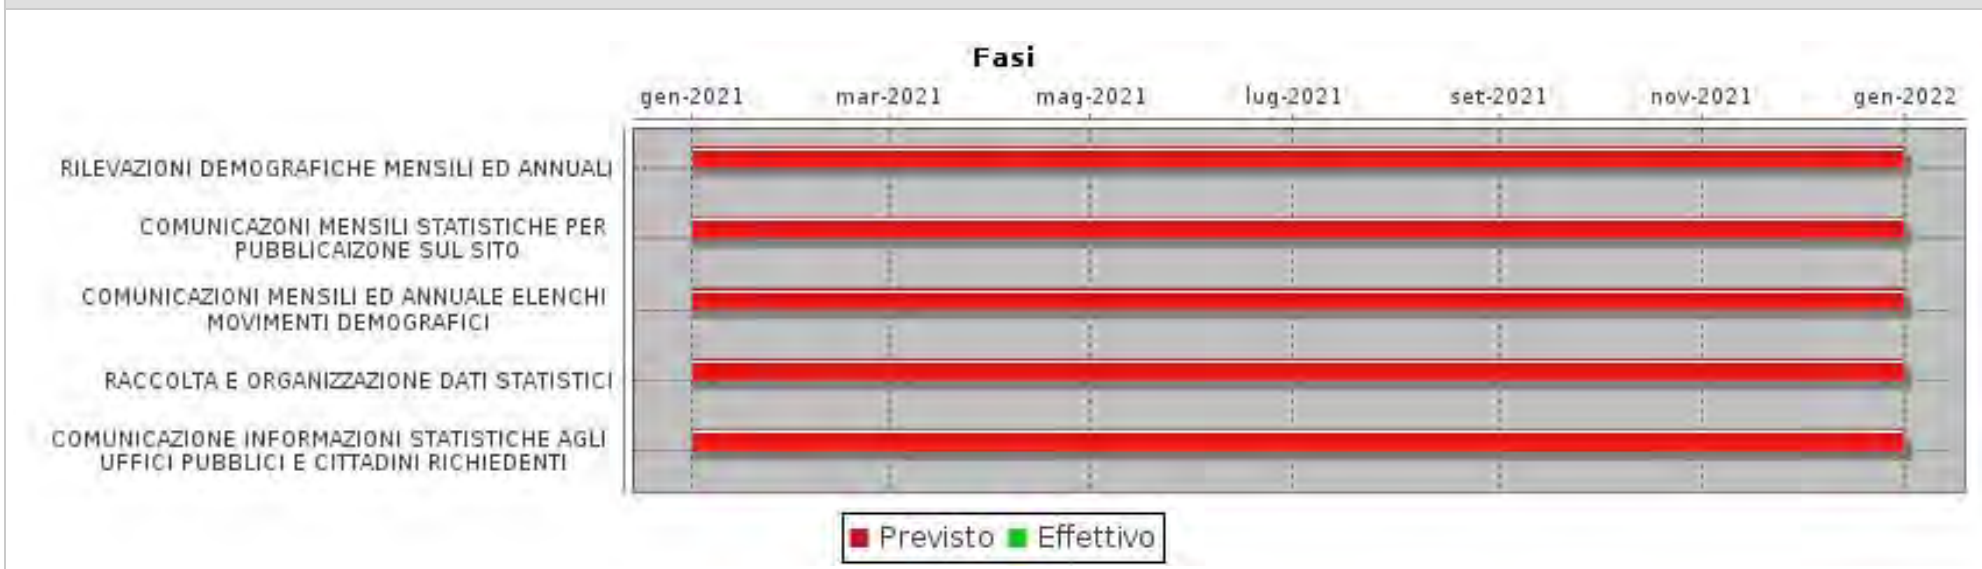 Fasi
gen-2021 mar-2021 mag-2021 lug-2021 set-2021 nov-2021 gen-2022
RILEVAZIONI DEMOGRAFICHE MENSILI ED ANNUALI
COMUNICAZONI MENSILI STATISTICHE PER
PUBBLICAIZONE SUL SITO
COMUNICAZIONI MENSILI ED ANNUALE ELENCHI
MOVIMENTI DEMOGRAFICI
RACCOLTA E ORGANIZZAZIONE DATI STATISTICI
COMUNICAZIONE INFORMAZIONI STATISTICHE AGLI
UFFICI PUBBLICI E CITTADINI RICHIEDENTI
Previsto Effettivo